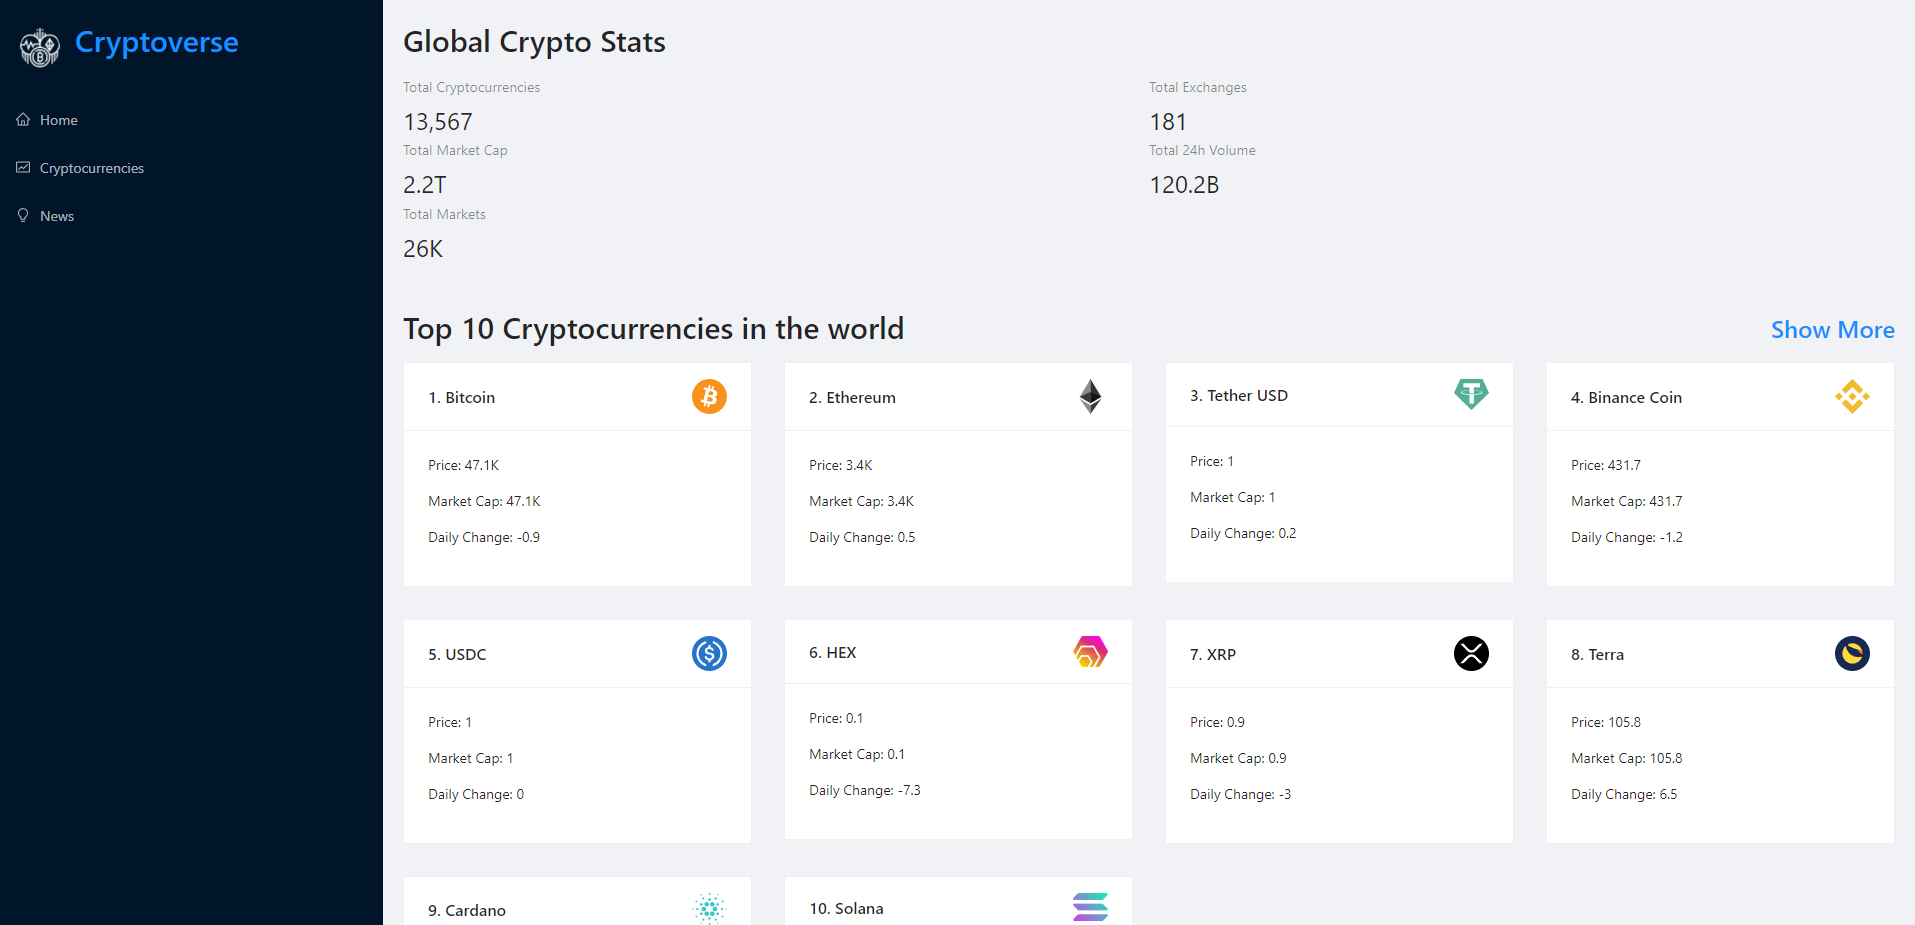 Cryptoverse
Home
Cryptocurrencies
News
Global Crypto Stats
Total Cryptocurrencies
13,567
Total Exchanges
181
Total Market Cap
2.2T
Total 24h Volume
120.2B
Total Markets
26K
Top 10 Cryptocurrencies in the world
Show More
1. Bitcoin
Price: 47.1K
Market Cap: 47.1K
Daily Change: -0.9
2. Ethereum
Price: 3.4K
Market Cap: 3.4K
Daily Change: 0.5
3. Tether USD
Price: 1
Market Cap: 1
Daily Change: 0.2
4. Binance Coin
Price: 431.7
Market Cap: 431.7
Daily Change: -1.2
5. USDC
Price: 1
Market Cap: 1
Daily Change: 0
6. HEX
Price: 0.1
Market Cap: 0.1
Daily Change: -7.3
7. XRP
Price: 0.9
Market Cap: 0.9
Daily Change: -3
8. Terra
Price: 105.8
Market Cap: 105.8
Daily Change: 6.5
9. Cardano
10. Solana